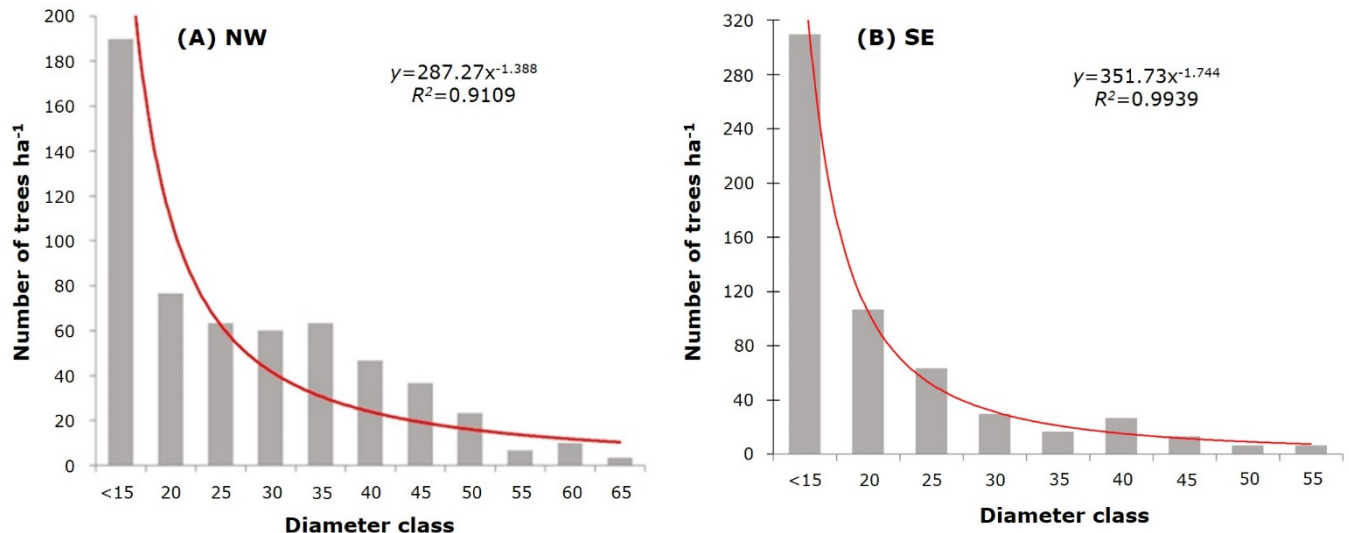 (A) NW
y=287.27x⁻¹·³⁸⁸
R²=0.9109
Number of trees ha⁻¹
200
180
160
140
120
100
80
60
40
20
0
<15 20 25 30 35 40 45 50 55 60 65
Diameter class
(B) SE
y=351.73x⁻¹·⁷⁴⁴
R²=0.9939
Number of trees ha⁻¹
320
280
240
200
160
120
80
40
0
<15 20 25 30 35 40 45 50 55
Diameter class